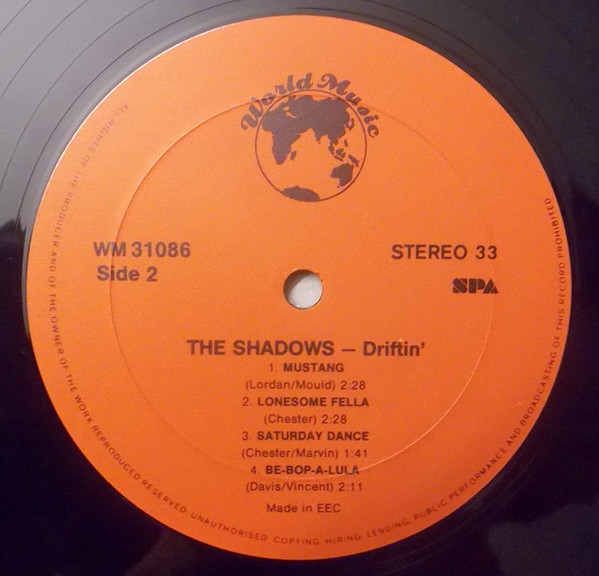 World Music
WM 31086
Side 2
STEREO 33
SPA
THE SHADOWS — Driftin'
1. MUSTANG
(Lordan/Mould) 2:28
2. LONESOME FELLA
(Chester) 2:28
3. SATURDAY DANCE
(Chester/Marvin) 1:41
4. BE-BOP-A-LULA
(Davis/Vincent) 2:11
Made in EEC
ALL RIGHTS OF THE PRODUCER AND OF THE OWNER OF THE WORK REPRODUCED RESERVED. UNAUTHORISED COPYING, HIRING, LENDING, PUBLIC PERFORMANCE AND BROADCASTING OF THIS RECORD PROHIBITED